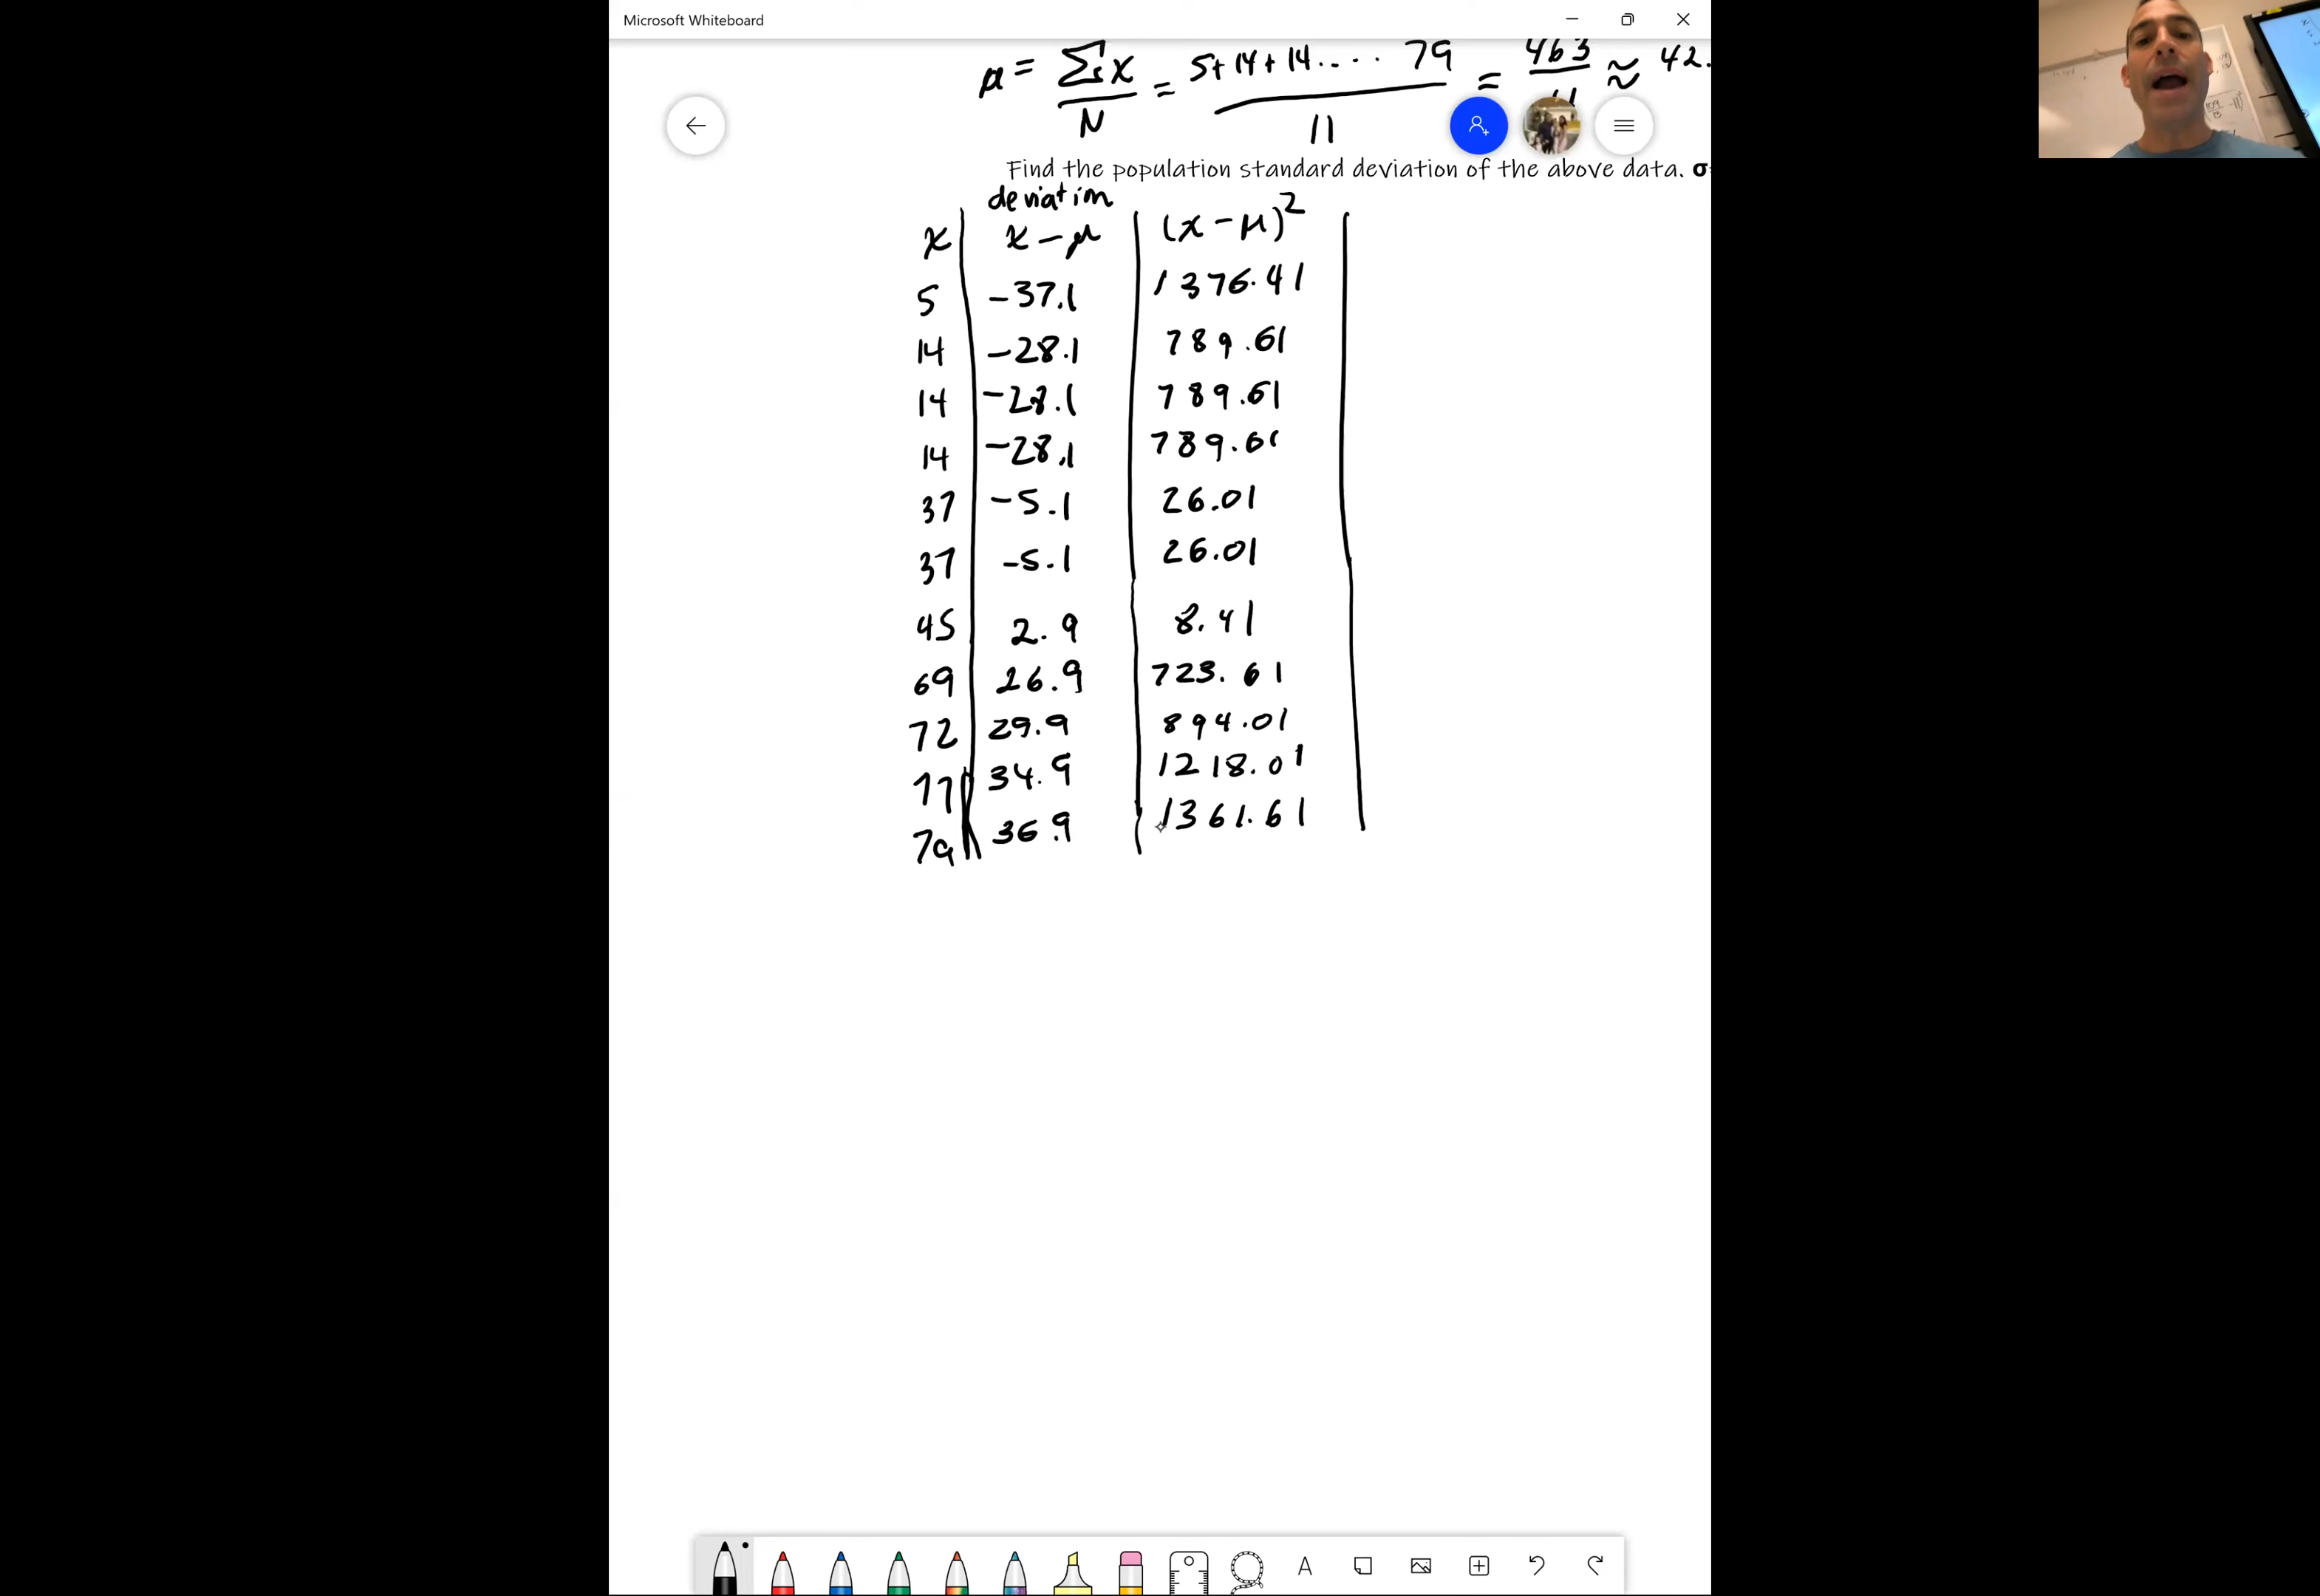 Microsoft Whiteboard
μ = Σx / N = 5+14+14.... 79 / 11 = 463 / 11 ≈ 42.
Find the population standard deviation of the above data. σ
deviation
x | x - μ | (x - μ)²
5 | -37.1 | 1376.41
14 | -28.1 | 789.61
14 | -28.1 | 789.61
14 | -28.1 | 789.61
37 | -5.1 | 26.01
37 | -5.1 | 26.01
45 | 2.9 | 8.41
69 | 26.9 | 723.61
72 | 29.9 | 894.01
77 | 34.9 | 1218.01
79 | 36.9 | 1361.61